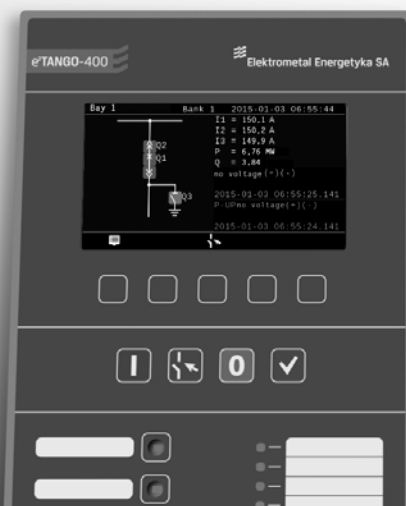 e²TANGO-400
Elektrometal Energetyka SA
Bay 1 Bank 1 2015-01-03 06:55:44
I1 = 150,1 A
I2 = 150,2 A
I3 = 149,9 A
P = 6,76 MW
Q = 3,84
no voltage(=)(-)
Q2
Q1
2015-01-03 06:55:25.141
Q3
P-UPno voltage(=)(-)
2015-01-03 06:55:24.141
I
0